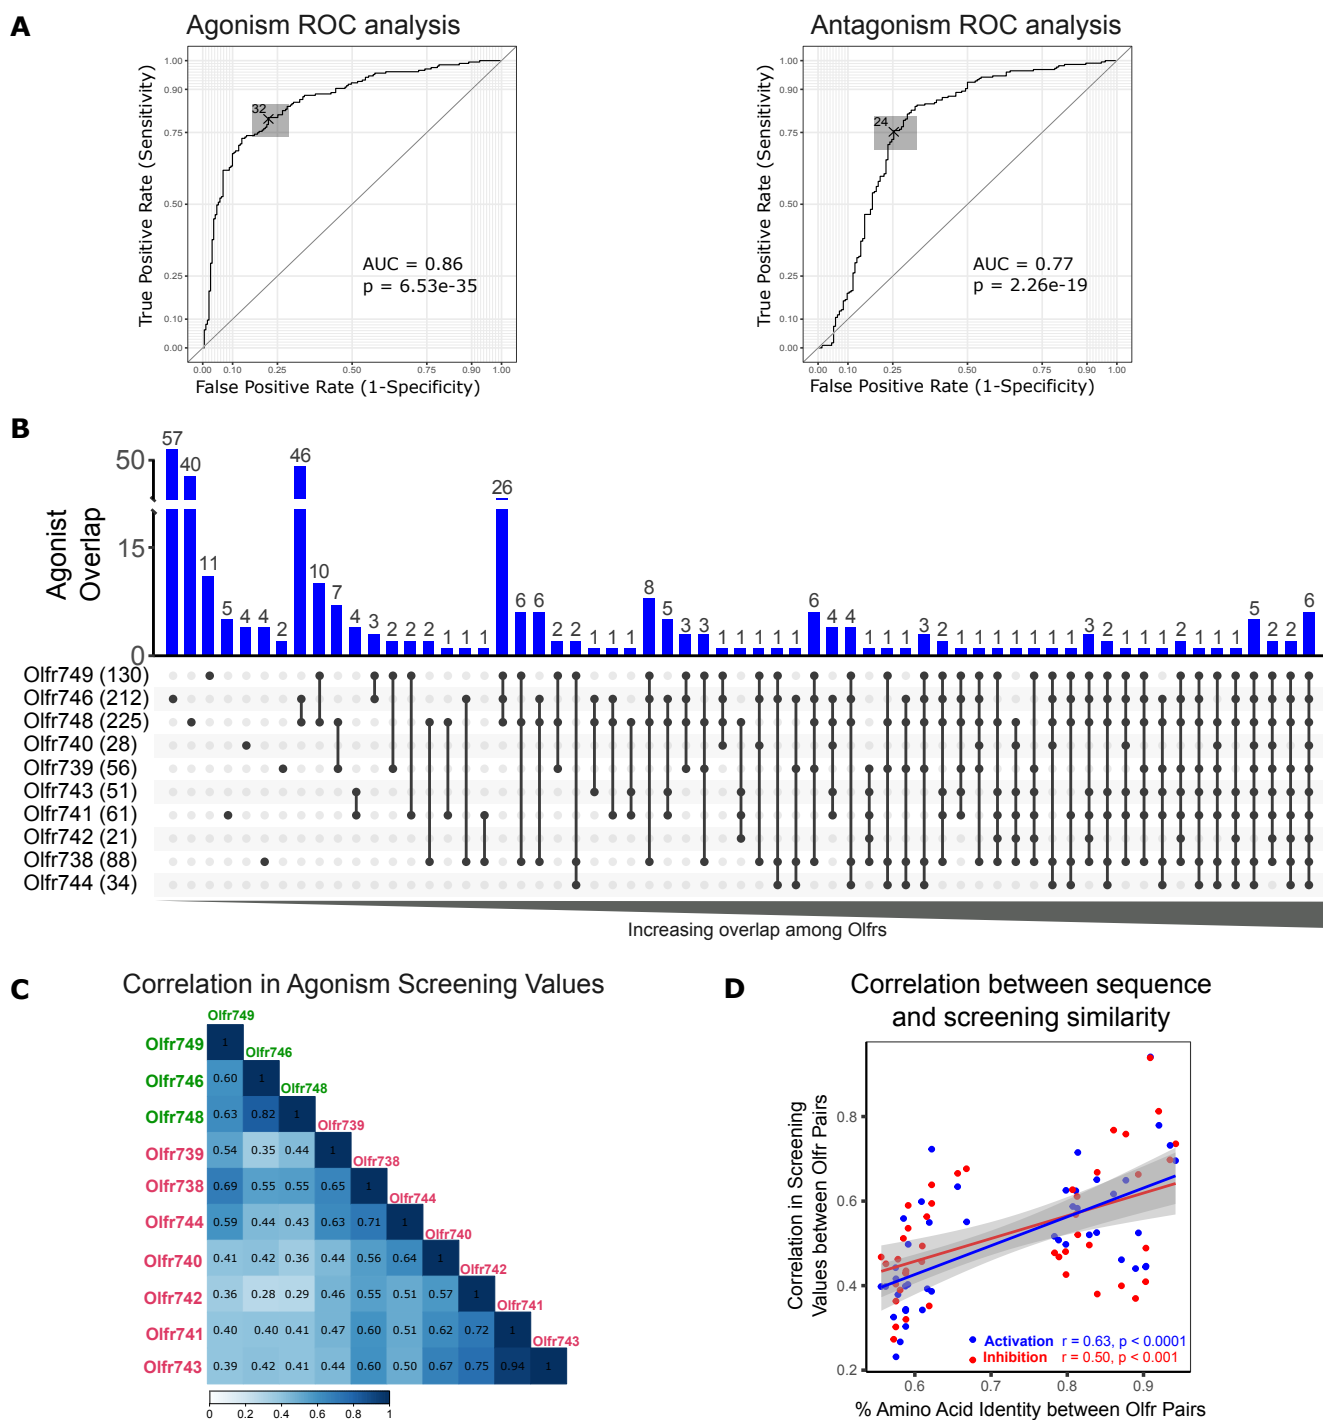 A
Agonism ROC analysis
Antagonism ROC analysis
True Positive Rate (Sensitivity)
1.00
0.90
0.75
0.50
0.25
0.10
0.00
32
AUC = 0.86
p = 6.53e-35
0.00 0.10 0.25 0.50 0.75 0.90 1.00
False Positive Rate (1-Specificity)
True Positive Rate (Sensitivity)
1.00
0.90
0.75
0.50
0.25
0.10
0.00
24
AUC = 0.77
p = 2.26e-19
0.00 0.10 0.25 0.50 0.75 0.90 1.00
False Positive Rate (1-Specificity)
B
Agonist
Overlap
50
15
0
57 40 11 5 4 4 2 46 10 7 4 3 2 2 2 1 1 1 26 6 6 2 2 1 1 1 8 5 3 3 1 1 1 1 1 6 4 4 1 1 1 3 2 1 1 1 1 1 1 1 3 2 1 1 1 2 1 1 1 5 2 2 6
Olfr749 (130)
Olfr746 (212)
Olfr748 (225)
Olfr740 (28)
Olfr739 (56)
Olfr743 (51)
Olfr741 (61)
Olfr742 (21)
Olfr738 (88)
Olfr744 (34)
Increasing overlap among Olfrs
C
Correlation in Agonism Screening Values
Olfr749
Olfr749 1
Olfr746
Olfr746 0.60 1
Olfr748
Olfr748 0.63 0.82 1
Olfr739
Olfr739 0.54 0.35 0.44 1
Olfr738
Olfr738 0.69 0.55 0.55 0.65 1
Olfr744
Olfr744 0.59 0.44 0.43 0.63 0.71 1
Olfr740
Olfr740 0.41 0.42 0.36 0.44 0.56 0.64 1
Olfr742
Olfr742 0.36 0.28 0.29 0.46 0.55 0.51 0.57 1
Olfr741
Olfr741 0.40 0.40 0.41 0.47 0.60 0.51 0.62 0.72 1
Olfr743
Olfr743 0.39 0.42 0.41 0.44 0.60 0.50 0.67 0.75 0.94 1
0 0.2 0.4 0.6 0.8 1
D
Correlation between sequence
and screening similarity
Correlation in Screening
Values between Olfr Pairs
0.8
0.6
0.4
0.2
Activation r = 0.63, p < 0.0001
Inhibition r = 0.50, p < 0.001
0.6 0.7 0.8 0.9
% Amino Acid Identity between Olfr Pairs